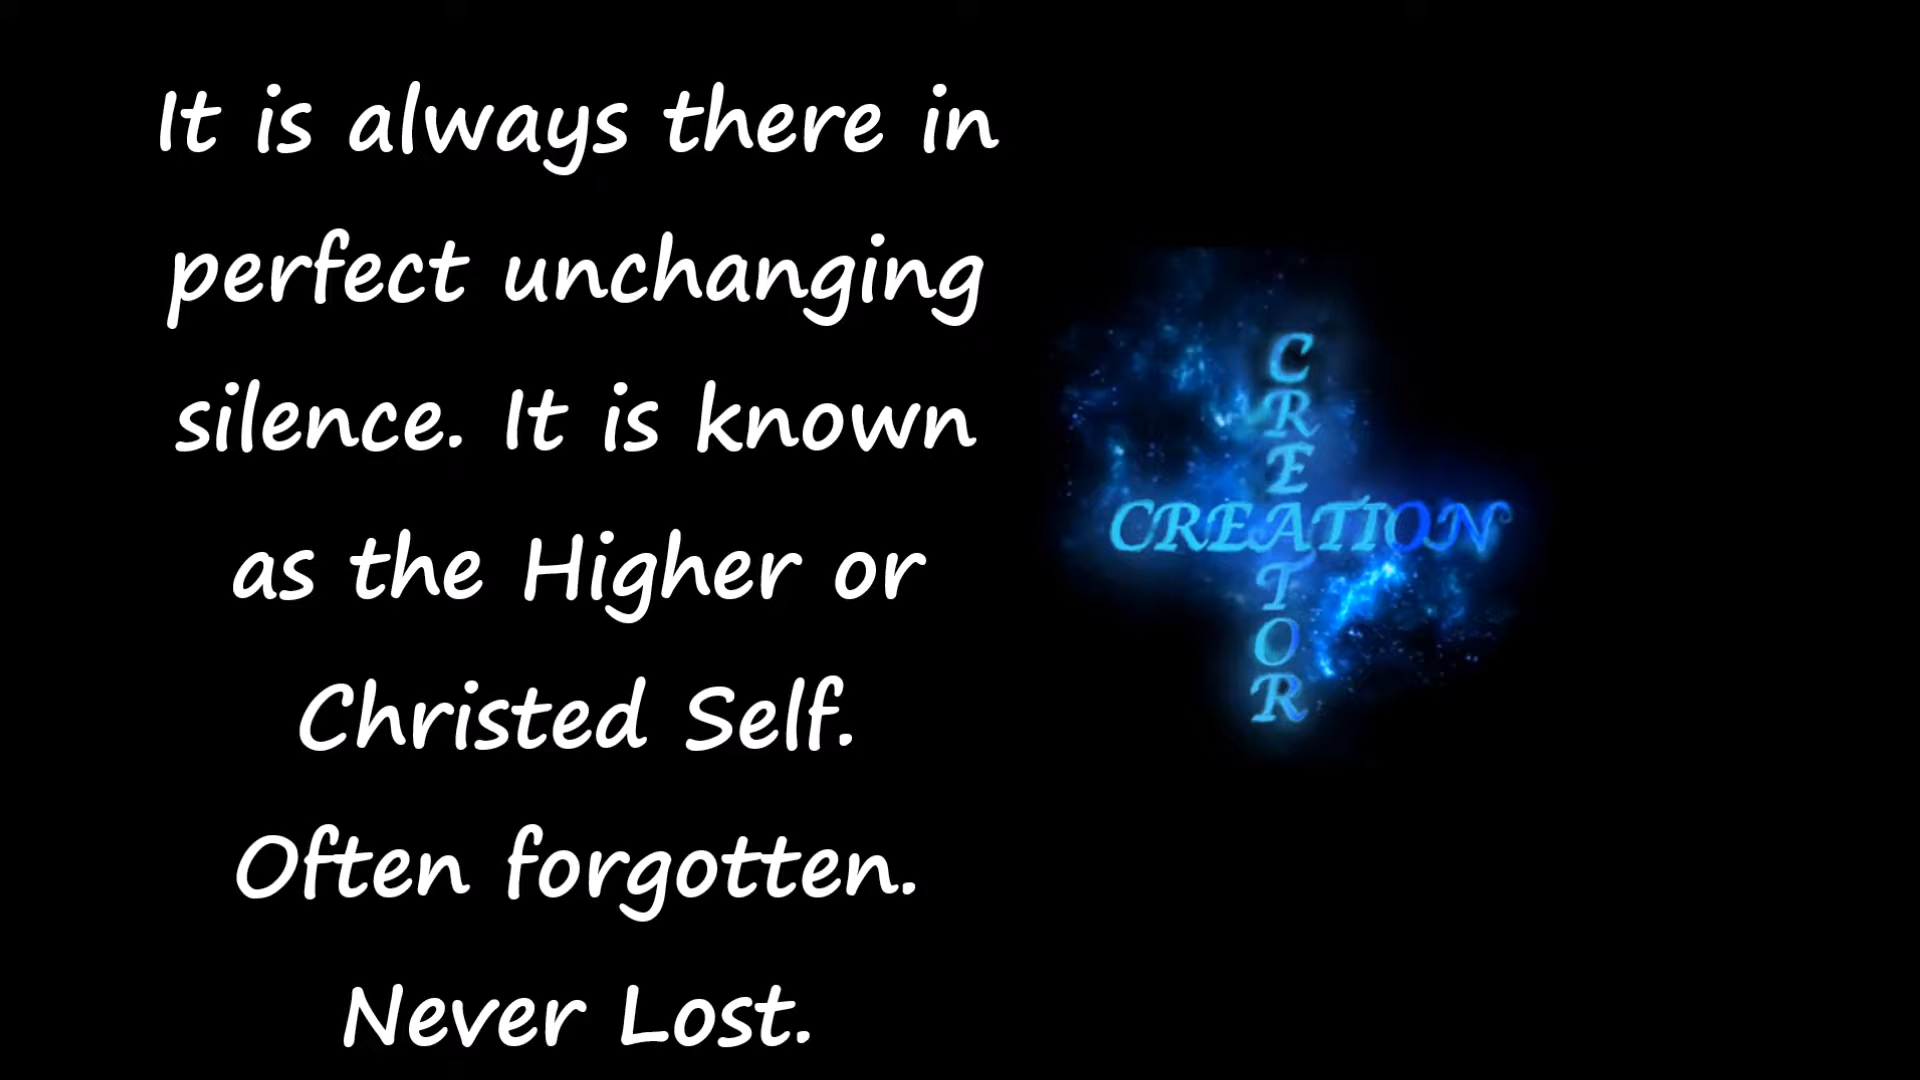 It is always there in
perfect unchanging
silence. It is known
as the Higher or
Christed Self.
Often forgotten.
Never Lost.
CREATOR
CREATION